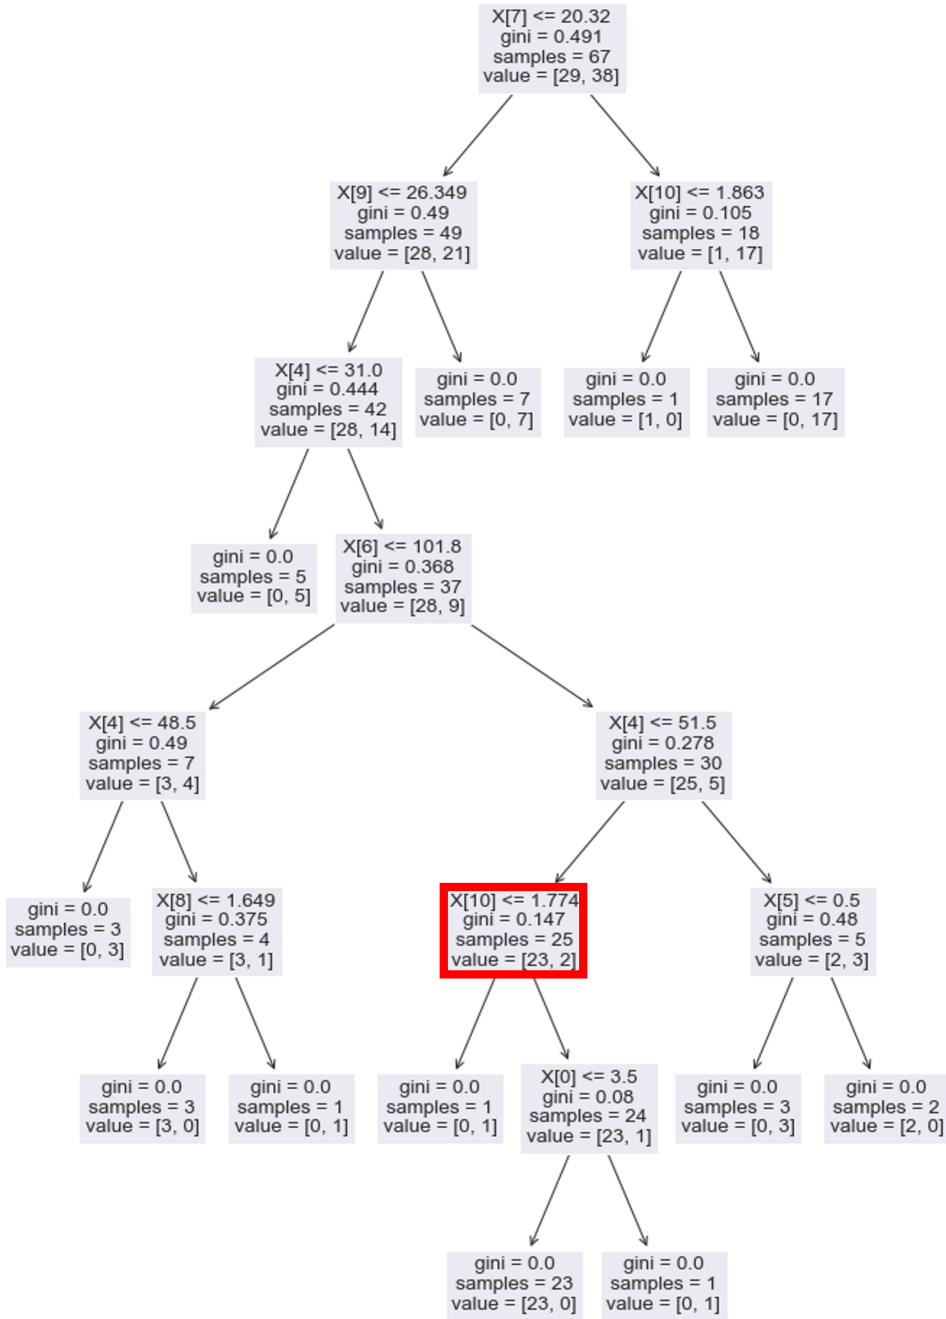 X[7] <= 20.32
gini = 0.491
samples = 67
value = [29, 38]
X[9] <= 26.349
gini = 0.49
samples = 49
value = [28, 21]
X[10] <= 1.863
gini = 0.105
samples = 18
value = [1, 17]
X[4] <= 31.0
gini = 0.444
samples = 42
value = [28, 14]
gini = 0.0
samples = 7
value = [0, 7]
gini = 0.0
samples = 1
value = [1, 0]
gini = 0.0
samples = 17
value = [0, 17]
gini = 0.0
samples = 5
value = [0, 5]
X[6] <= 101.8
gini = 0.368
samples = 37
value = [28, 9]
X[4] <= 48.5
gini = 0.49
samples = 7
value = [3, 4]
X[4] <= 51.5
gini = 0.278
samples = 30
value = [25, 5]
gini = 0.0
samples = 3
value = [0, 3]
X[8] <= 1.649
gini = 0.375
samples = 4
value = [3, 1]
X[10] <= 1.774
gini = 0.147
samples = 25
value = [23, 2]
X[5] <= 0.5
gini = 0.48
samples = 5
value = [2, 3]
gini = 0.0
samples = 3
value = [3, 0]
gini = 0.0
samples = 1
value = [0, 1]
gini = 0.0
samples = 1
value = [0, 1]
X[0] <= 3.5
gini = 0.08
samples = 24
value = [23, 1]
gini = 0.0
samples = 3
value = [0, 3]
gini = 0.0
samples = 2
value = [2, 0]
gini = 0.0
samples = 23
value = [23, 0]
gini = 0.0
samples = 1
value = [0, 1]